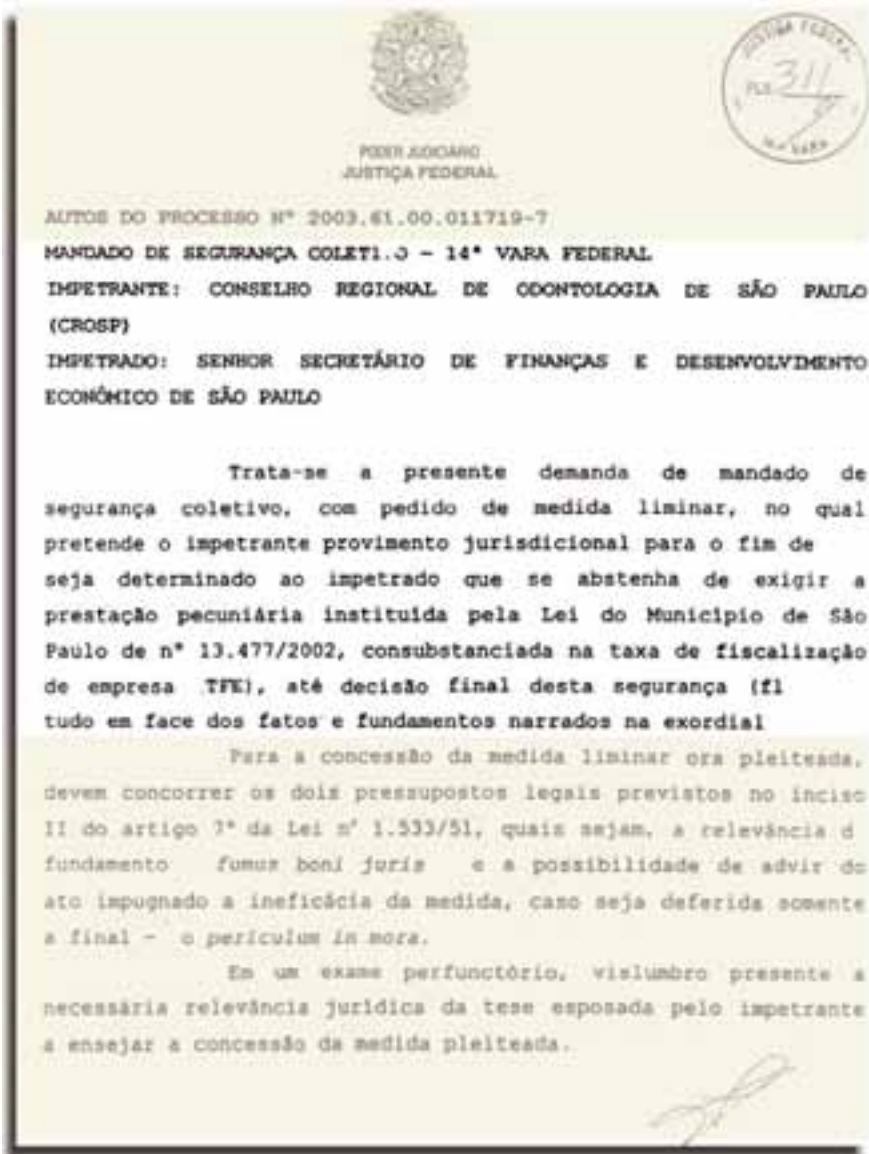 JUSTIÇA FEDERAL
FLS. 311
VARA
PODER JUDICIÁRIO
JUSTIÇA FEDERAL
AUTOS DO PROCESSO Nº 2003.61.00.011719-7
MANDADO DE SEGURANÇA COLETI.O - 14ª VARA FEDERAL
IMPETRANTE: CONSELHO REGIONAL DE ODONTOLOGIA DE SÃO PAULO
(CROSP)
IMPETRADO: SENHOR SECRETÁRIO DE FINANÇAS E DESENVOLVIMENTO
ECONÔMICO DE SÃO PAULO
Trata-se a presente demanda de mandado de
segurança coletivo, com pedido de medida liminar, no qual
pretende o impetrante provimento jurisdicional para o fim de
seja determinado ao impetrado que se abstenha de exigir a
prestação pecuniária instituída pela Lei do Município de São
Paulo de nº 13.477/2002, consubstanciada na taxa de fiscalização
de empresa TFE), até decisão final desta segurança (fl
tudo em face dos fatos e fundamentos narrados na exordial
Para a concessão da medida liminar ora pleiteada,
devem concorrer os dois pressupostos legais previstos no inciso
II do artigo 7º da Lei nº 1.533/51, quais sejam, a relevância d
fundamento fumus boni juris e a possibilidade de advir do
ato impugnado a ineficácia da medida, caso seja deferida somente
a final - o periculum in mora.
Em um exame perfunctório, vislumbro presente a
necessária relevância jurídica da tese esposada pelo impetrante
a ensejar a concessão da medida pleiteada.